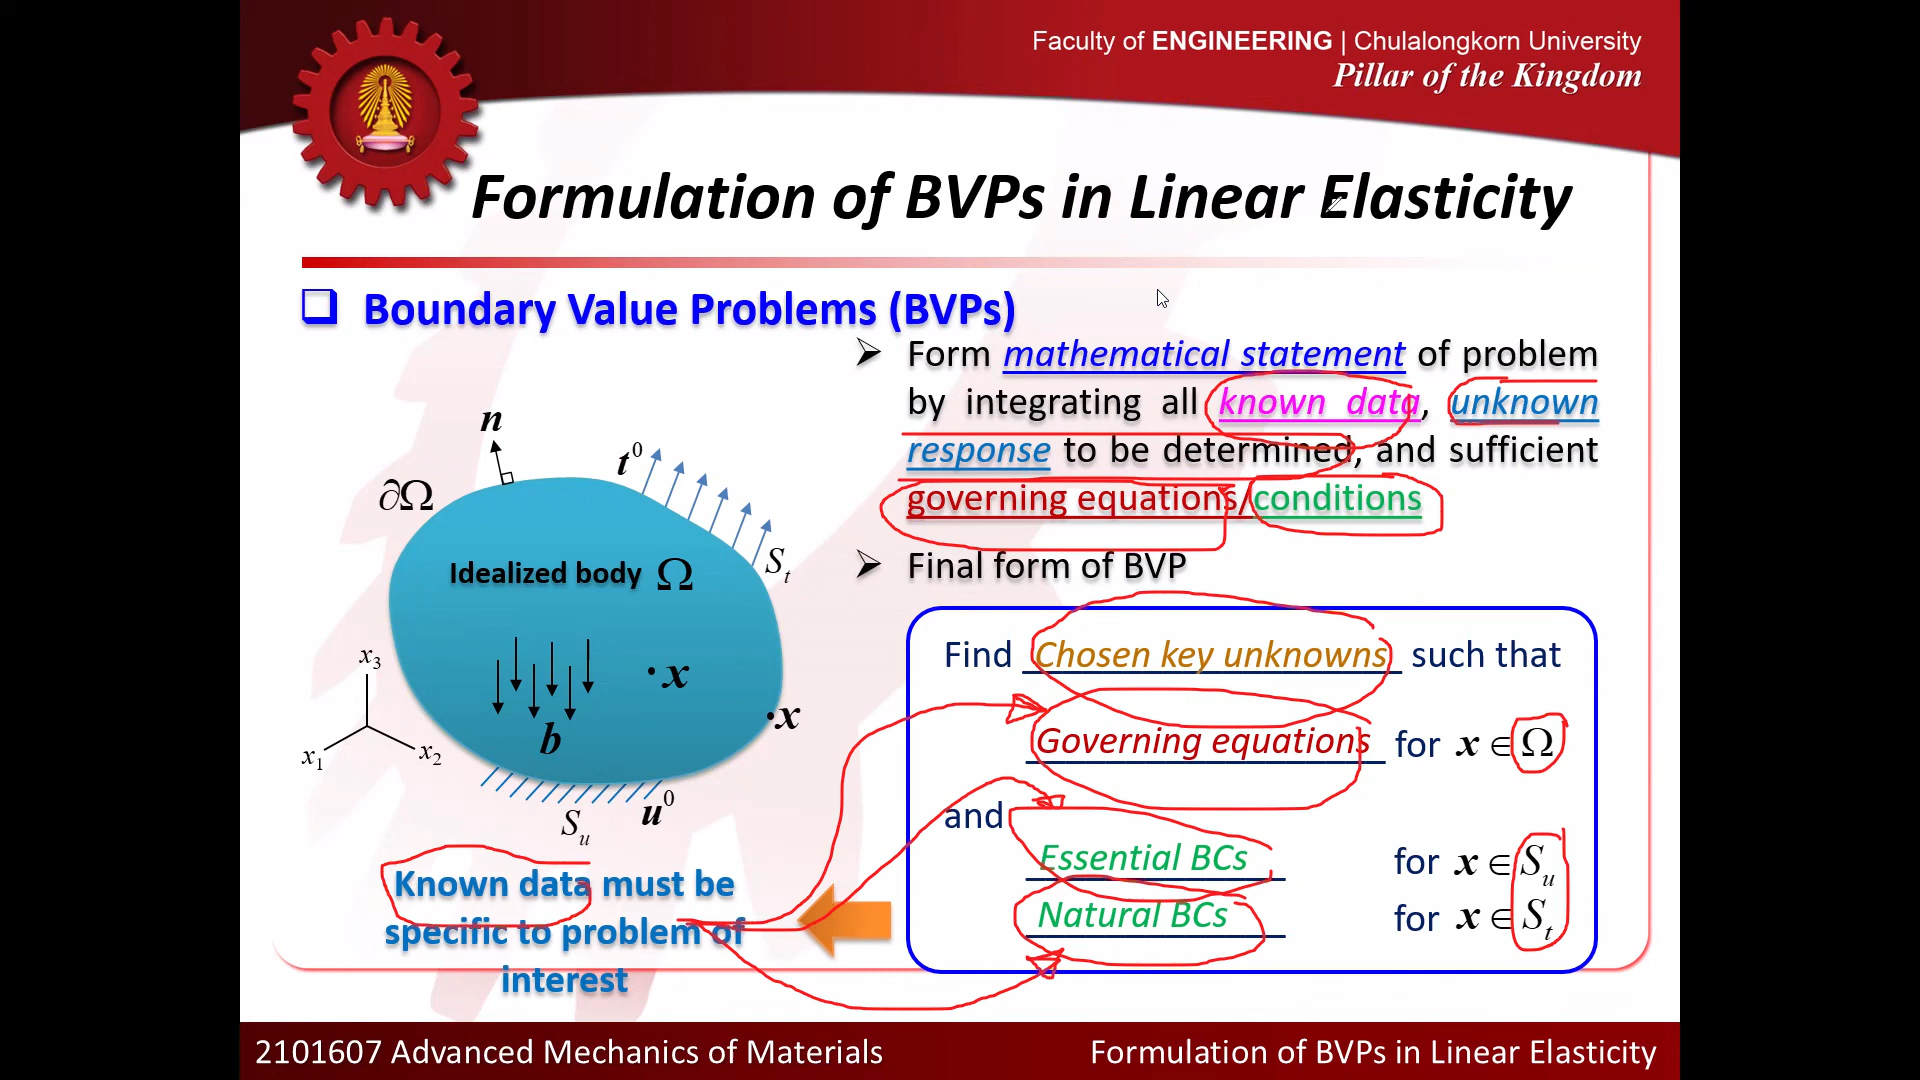 Faculty of ENGINEERING | Chulalongkorn University
Pillar of the Kingdom
Formulation of BVPs in Linear Elasticity
Boundary Value Problems (BVPs)
Form mathematical statement of problem
by integrating all known data, unknown
response to be determined, and sufficient
governing equations/conditions
Final form of BVP
Find Chosen key unknowns such that
Governing equations for x ∈ Ω
and
Essential BCs for x ∈ Sᵤ
Natural BCs for x ∈ Sₜ
n
t⁰
∂Ω
Sₜ
Idealized body Ω
x₃
x
x
b
x₁
x₂
u⁰
Sᵤ
Known data must be
specific to problem of
interest
2101607 Advanced Mechanics of Materials
Formulation of BVPs in Linear Elasticity